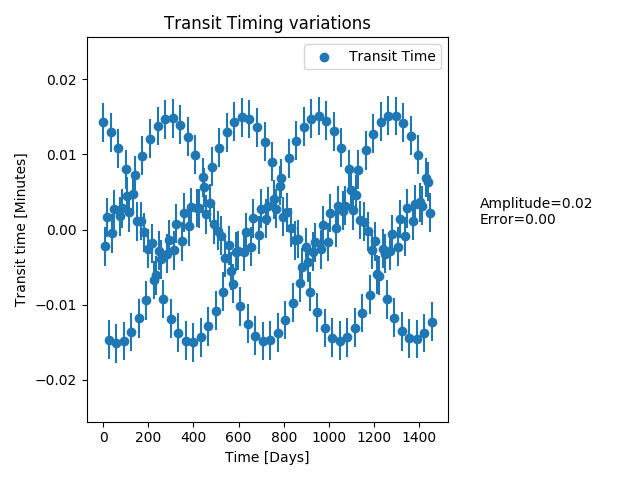 Transit Timing variations
Transit Time
Transit time [Minutes]
0.02
0.01
0.00
−0.01
−0.02
0 200 400 600 800 1000 1200 1400
Time [Days]
Amplitude=0.02
Error=0.00